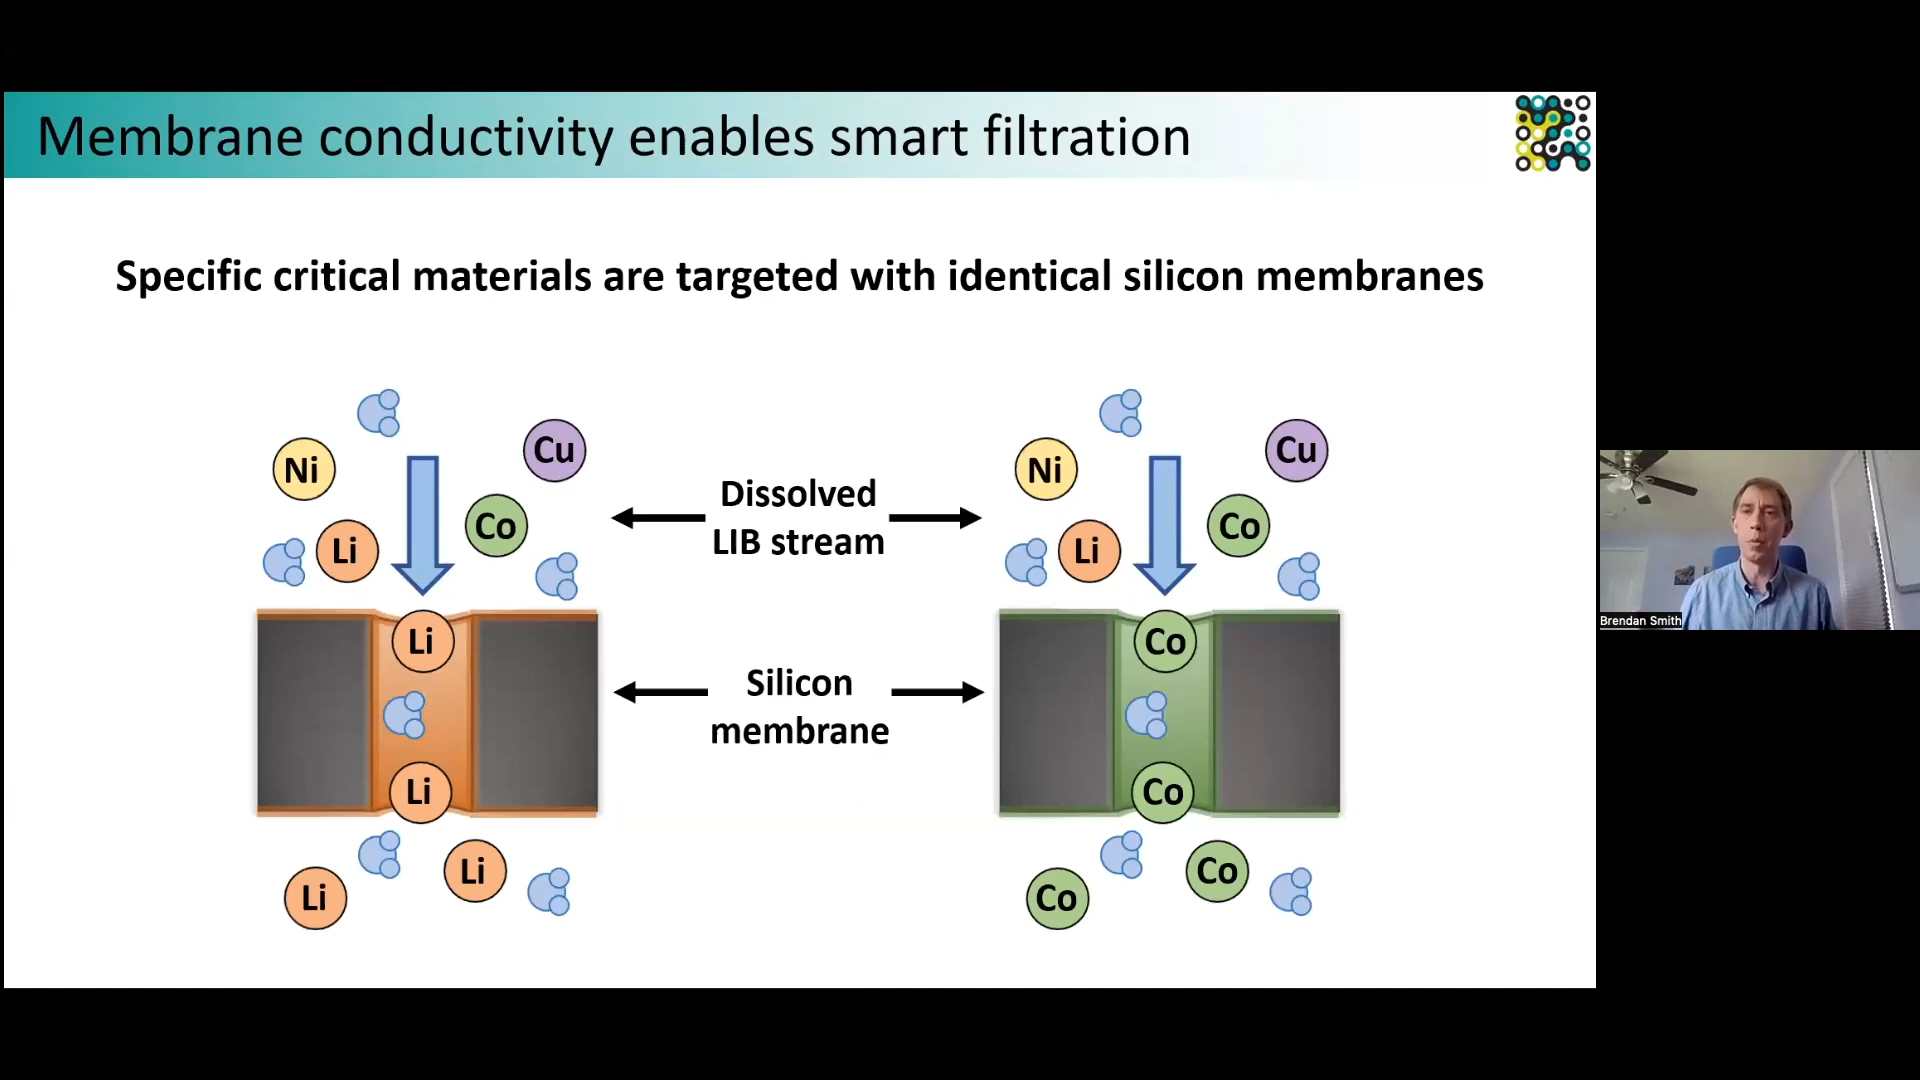 Membrane conductivity enables smart filtration
Specific critical materials are targeted with identical silicon membranes
Ni
Cu
Li
Co
Dissolved
LIB stream
Ni
Cu
Li
Co
Li
Li
Silicon
membrane
Co
Co
Li
Li
Co
Co
Brendan Smith